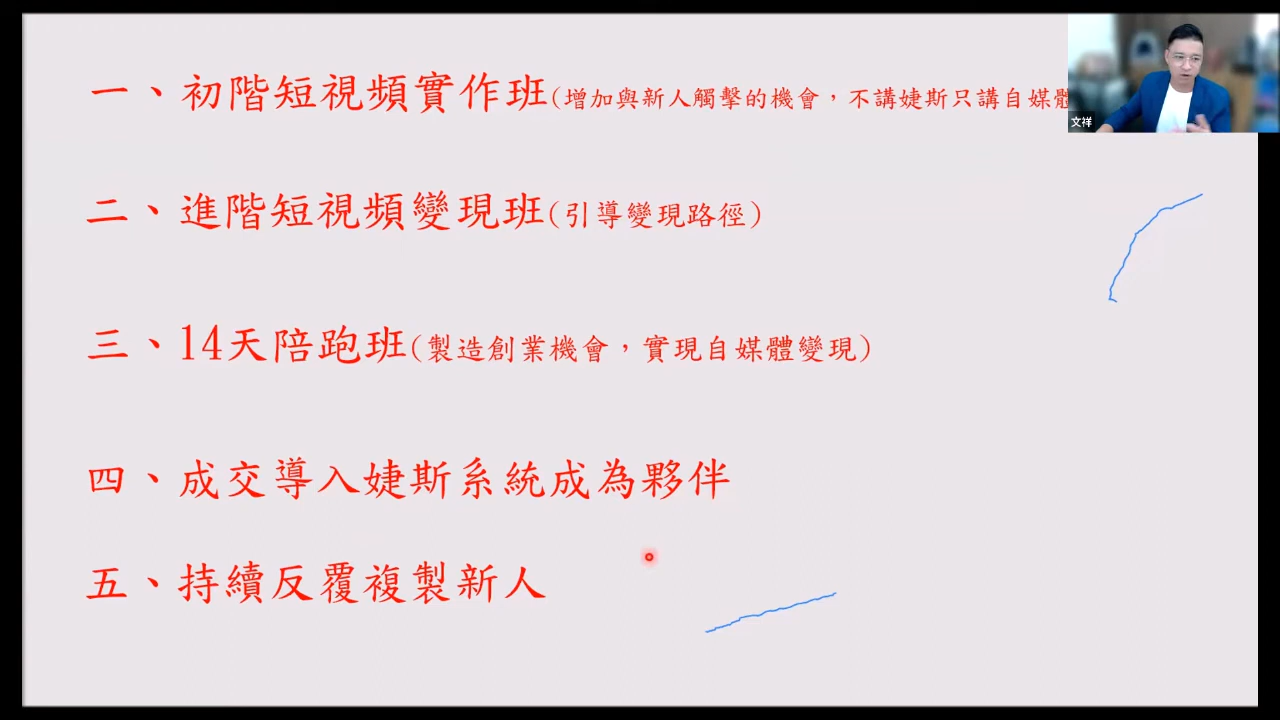 一、初階短視頻實作班(增加與新人觸擊的機會，不講婕斯只講自媒體
文祥
二、進階短視頻變現班(引導變現路徑)
三、14天陪跑班(製造創業機會，實現自媒體變現)
四、成交導入婕斯系統成為夥伴
五、持續反覆複製新人